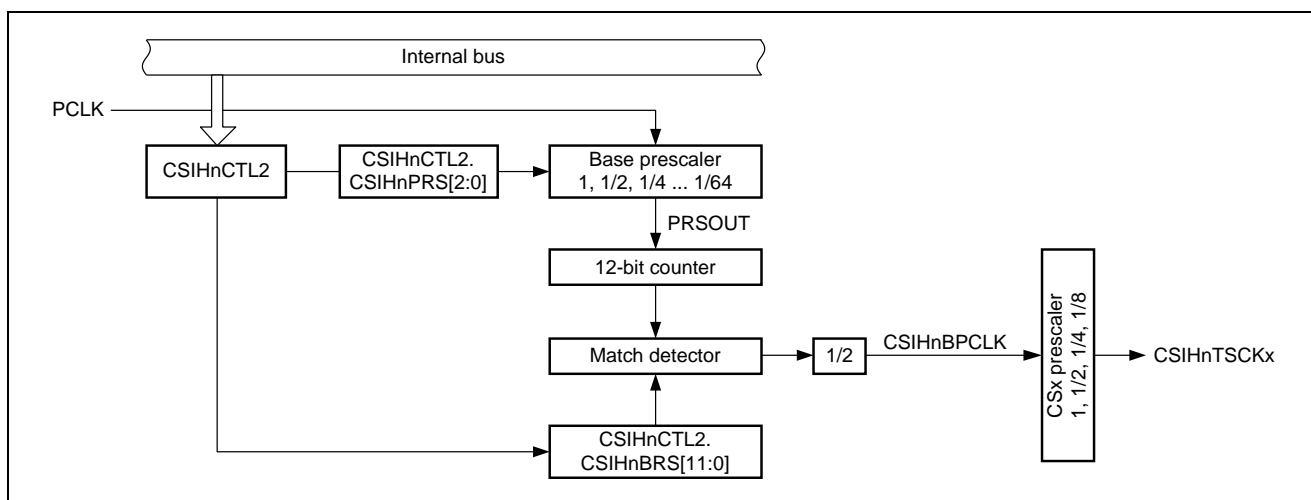 Internal bus
PCLK
CSIHnCTL2
CSIHnCTL2.
CSIHnPRS[2:0]
Base prescaler
1, 1/2, 1/4 ... 1/64
PRSOUT
12-bit counter
Match detector
1/2
CSIHnBPCLK
CSx prescaler
1, 1/2, 1/4, 1/8
CSIHnTSCKx
CSIHnCTL2.
CSIHnBRS[11:0]